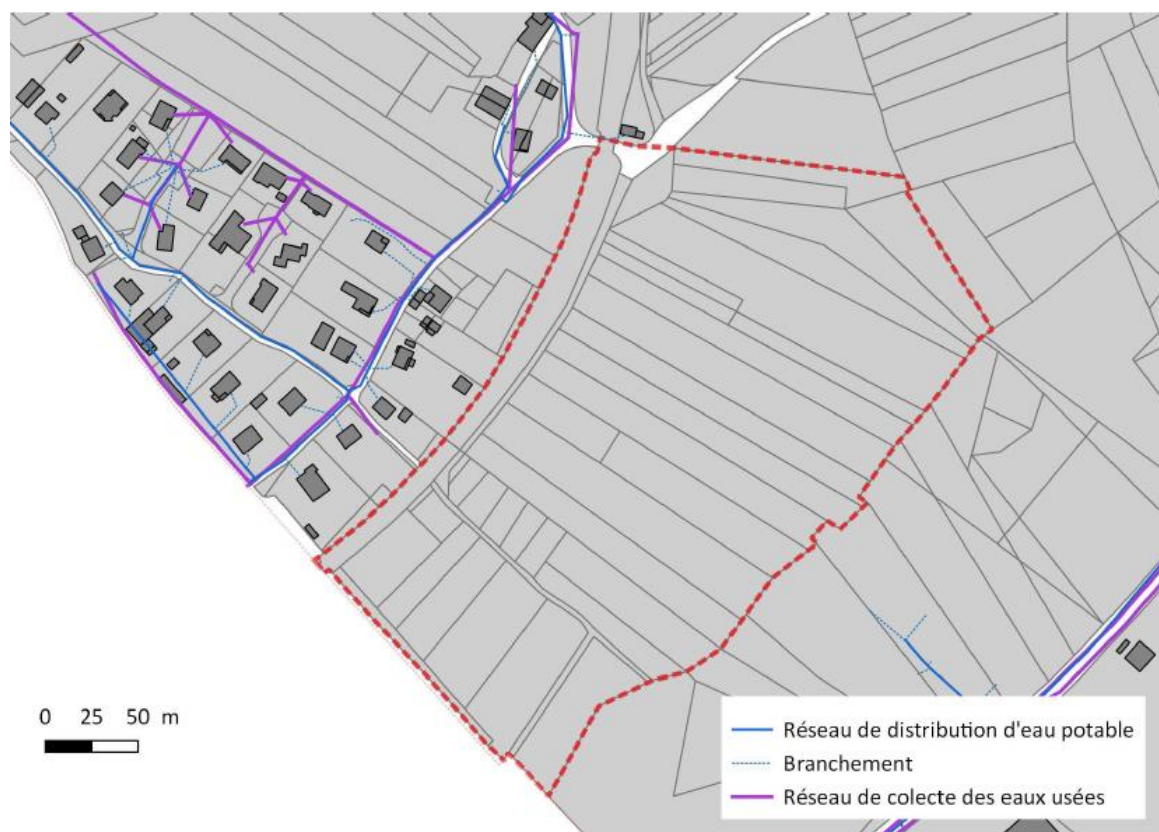 0 25 50 m
Réseau de distribution d'eau potable
Branchement
Réseau de colecte des eaux usées